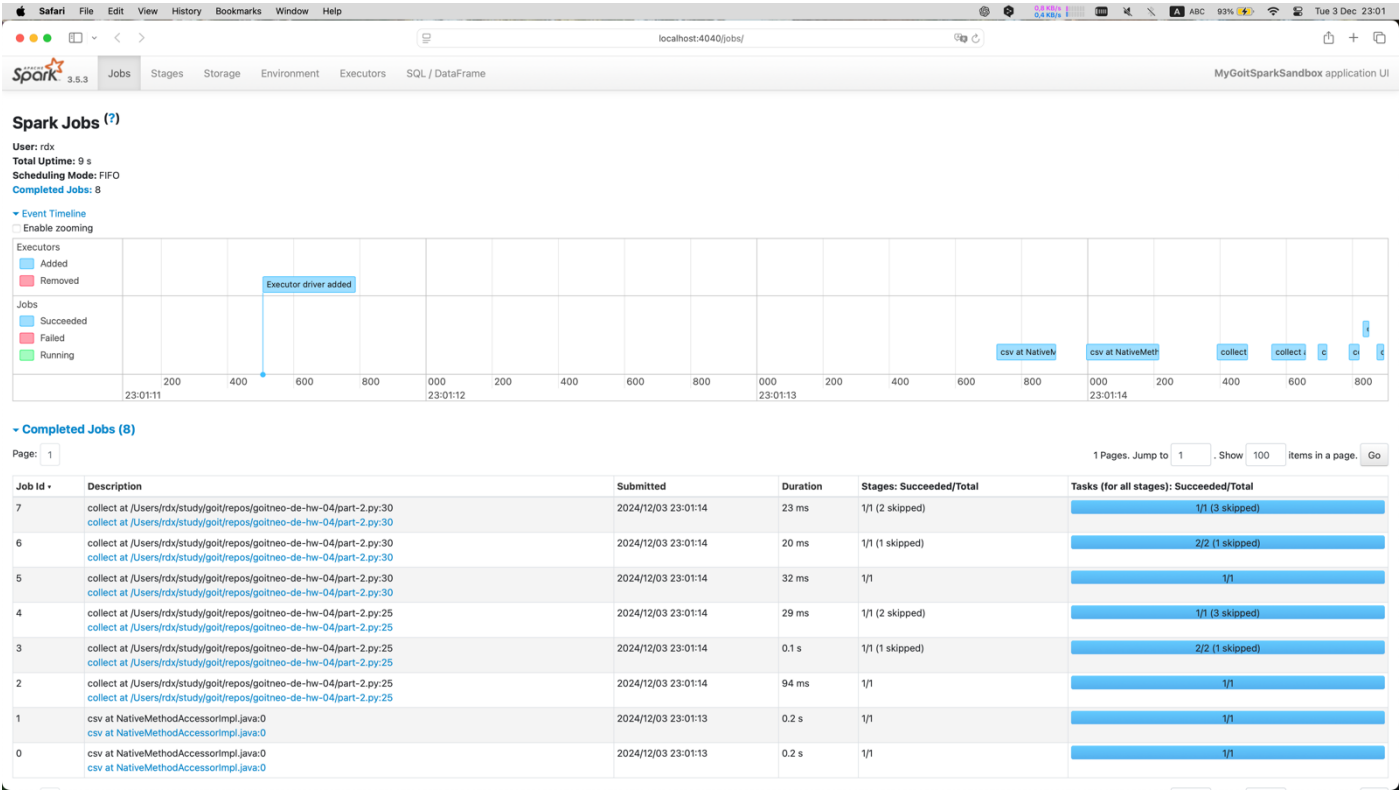 Safari File Edit View History Bookmarks Window Help 0,8 KB/s 0,4 KB/s A ABC 93% Tue 3 Dec 23:01
localhost:4040/jobs/
APACHE Spark 3.5.3 Jobs Stages Storage Environment Executors SQL / DataFrame MyGoitSparkSandbox application UI
Spark Jobs (?)
User: rdx
Total Uptime: 9 s
Scheduling Mode: FIFO
Completed Jobs: 8
Event Timeline
Enable zooming
Executors
Added
Removed
Executor driver added
Jobs
Succeeded
Failed
Running
csv at NativeM csv at NativeMeth collect collect a c c c
200 400 600 800 000 200 400 600 800 000 200 400 600 800 000 200 400 600 800
23:01:11 23:01:12 23:01:13 23:01:14
Completed Jobs (8)
Page: 1 1 Pages. Jump to 1 . Show 100 items in a page. Go
Job Id Description Submitted Duration Stages: Succeeded/Total Tasks (for all stages): Succeeded/Total
7 collect at /Users/rdx/study/goit/repos/goitneo-de-hw-04/part-2.py:30 2024/12/03 23:01:14 23 ms 1/1 (2 skipped) 1/1 (3 skipped)
collect at /Users/rdx/study/goit/repos/goitneo-de-hw-04/part-2.py:30
6 collect at /Users/rdx/study/goit/repos/goitneo-de-hw-04/part-2.py:30 2024/12/03 23:01:14 20 ms 1/1 (1 skipped) 2/2 (1 skipped)
collect at /Users/rdx/study/goit/repos/goitneo-de-hw-04/part-2.py:30
5 collect at /Users/rdx/study/goit/repos/goitneo-de-hw-04/part-2.py:30 2024/12/03 23:01:14 32 ms 1/1 1/1
collect at /Users/rdx/study/goit/repos/goitneo-de-hw-04/part-2.py:30
4 collect at /Users/rdx/study/goit/repos/goitneo-de-hw-04/part-2.py:25 2024/12/03 23:01:14 29 ms 1/1 (2 skipped) 1/1 (3 skipped)
collect at /Users/rdx/study/goit/repos/goitneo-de-hw-04/part-2.py:25
3 collect at /Users/rdx/study/goit/repos/goitneo-de-hw-04/part-2.py:25 2024/12/03 23:01:14 0.1 s 1/1 (1 skipped) 2/2 (1 skipped)
collect at /Users/rdx/study/goit/repos/goitneo-de-hw-04/part-2.py:25
2 collect at /Users/rdx/study/goit/repos/goitneo-de-hw-04/part-2.py:25 2024/12/03 23:01:14 94 ms 1/1 1/1
collect at /Users/rdx/study/goit/repos/goitneo-de-hw-04/part-2.py:25
1 csv at NativeMethodAccessorImpl.java:0 2024/12/03 23:01:13 0.2 s 1/1 1/1
csv at NativeMethodAccessorImpl.java:0
0 csv at NativeMethodAccessorImpl.java:0 2024/12/03 23:01:13 0.2 s 1/1 1/1
csv at NativeMethodAccessorImpl.java:0